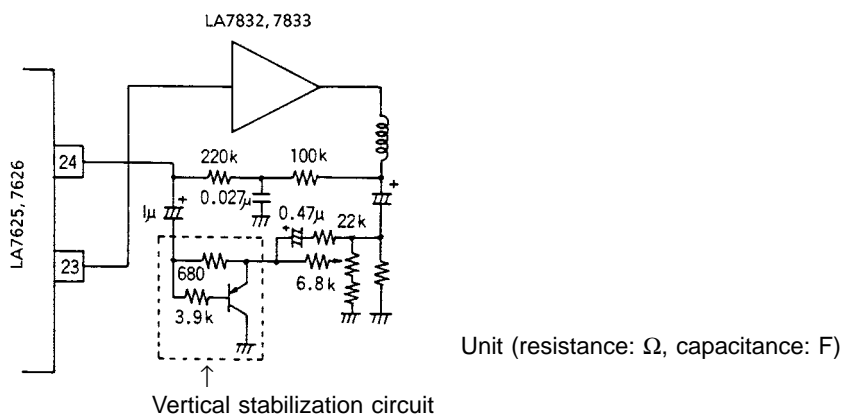 LA7832, 7833
LA7625, 7626
24
220k
100k
0.027μ
+
+
1μ
+
0.47μ
22k
23
680
6.8k
3.9k
Unit (resistance: Ω, capacitance: F)
Vertical stabilization circuit